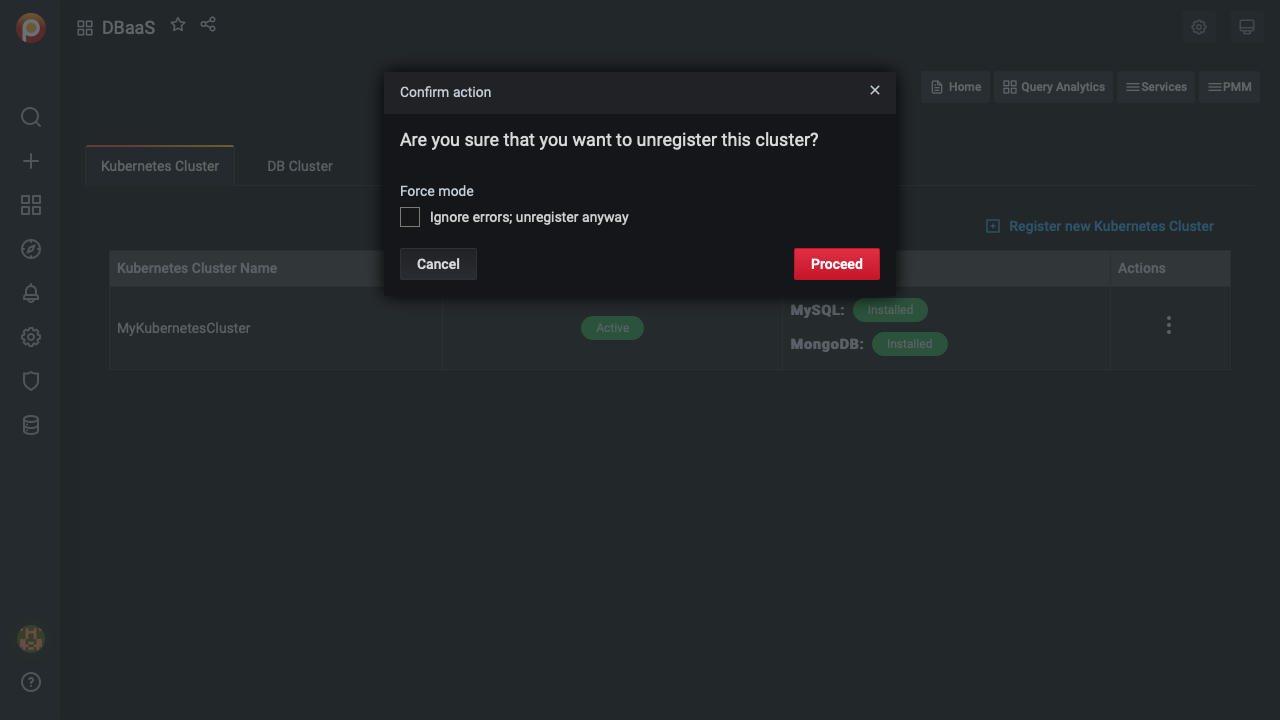 DBaaS
Confirm action
Home
Query Analytics
Services
PMM
Are you sure that you want to unregister this cluster?
Kubernetes Cluster
DB Cluster
Force mode
Ignore errors; unregister anyway
Register new Kubernetes Cluster
Cancel
Proceed
Kubernetes Cluster Name
Actions
MyKubernetesCluster
Active
MySQL: Installed
MongoDB: Installed